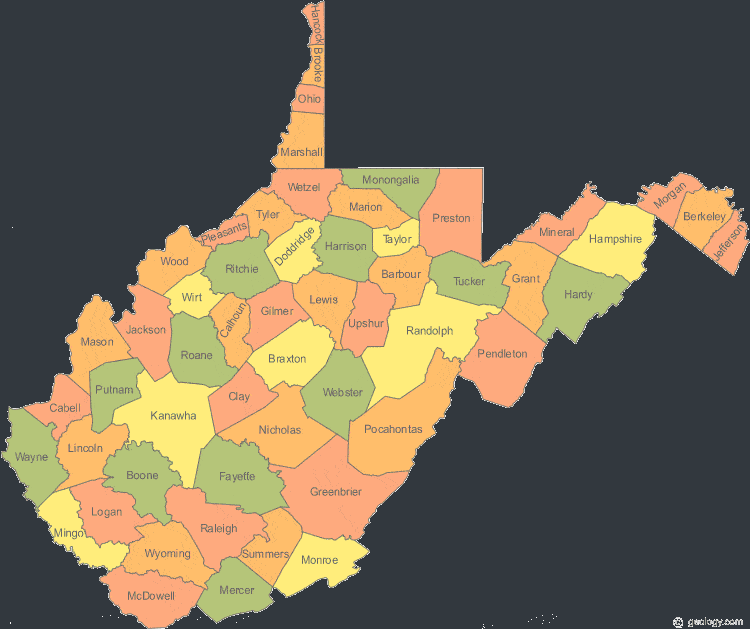 Hancock
Brooke
Ohio
Marshall
Wetzel
Monongalia
Marion
Preston
Tyler
Pleasants
Doddridge
Harrison
Taylor
Mineral
Morgan
Berkeley
Jefferson
Hampshire
Wood
Ritchie
Barbour
Tucker
Grant
Hardy
Wirt
Calhoun
Gilmer
Lewis
Upshur
Randolph
Pendleton
Mason
Jackson
Roane
Braxton
Putnam
Clay
Webster
Cabell
Kanawha
Nicholas
Pocahontas
Wayne
Lincoln
Boone
Fayette
Greenbrier
Mingo
Logan
Raleigh
Wyoming
Summers
Monroe
McDowell
Mercer
© geology.com